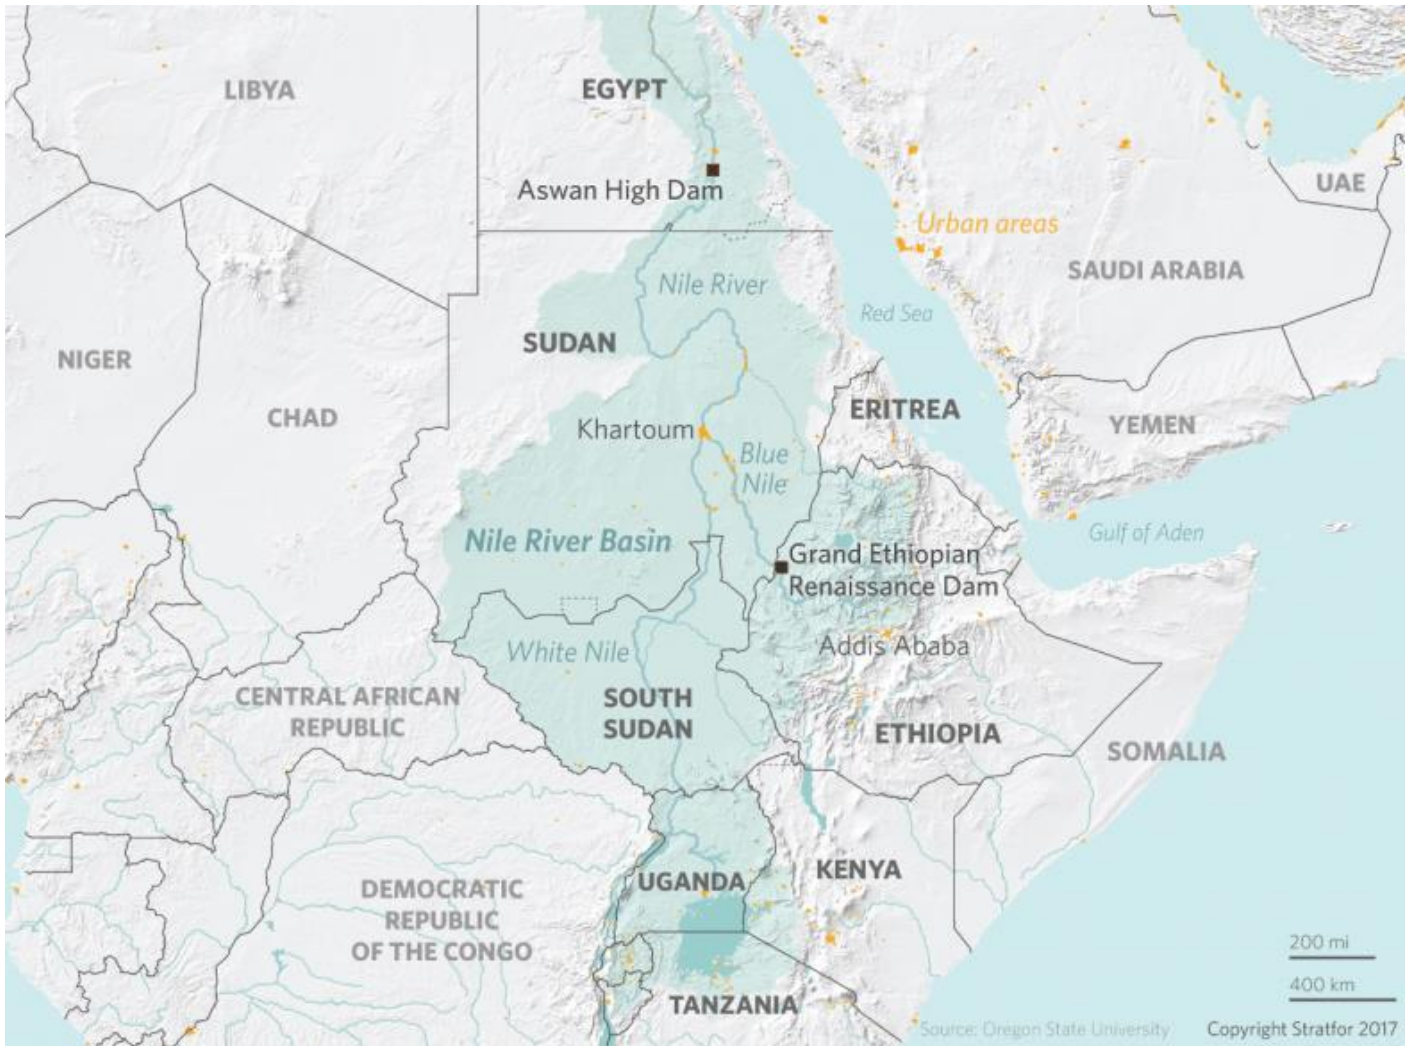 LIBYA
EGYPT
Aswan High Dam
UAE
Urban areas
SAUDI ARABIA
Nile River
Red Sea
SUDAN
NIGER
CHAD
ERITREA
YEMEN
Khartoum
Blue
Nile
Nile River Basin
Gulf of Aden
Grand Ethiopian
Renaissance Dam
Addis Ababa
White Nile
CENTRAL AFRICAN
REPUBLIC
SOUTH
SUDAN
ETHIOPIA
SOMALIA
UGANDA
KENYA
DEMOCRATIC
REPUBLIC
OF THE CONGO
TANZANIA
200 mi
400 km
Source: Oregon State University
Copyright Stratfor 2017